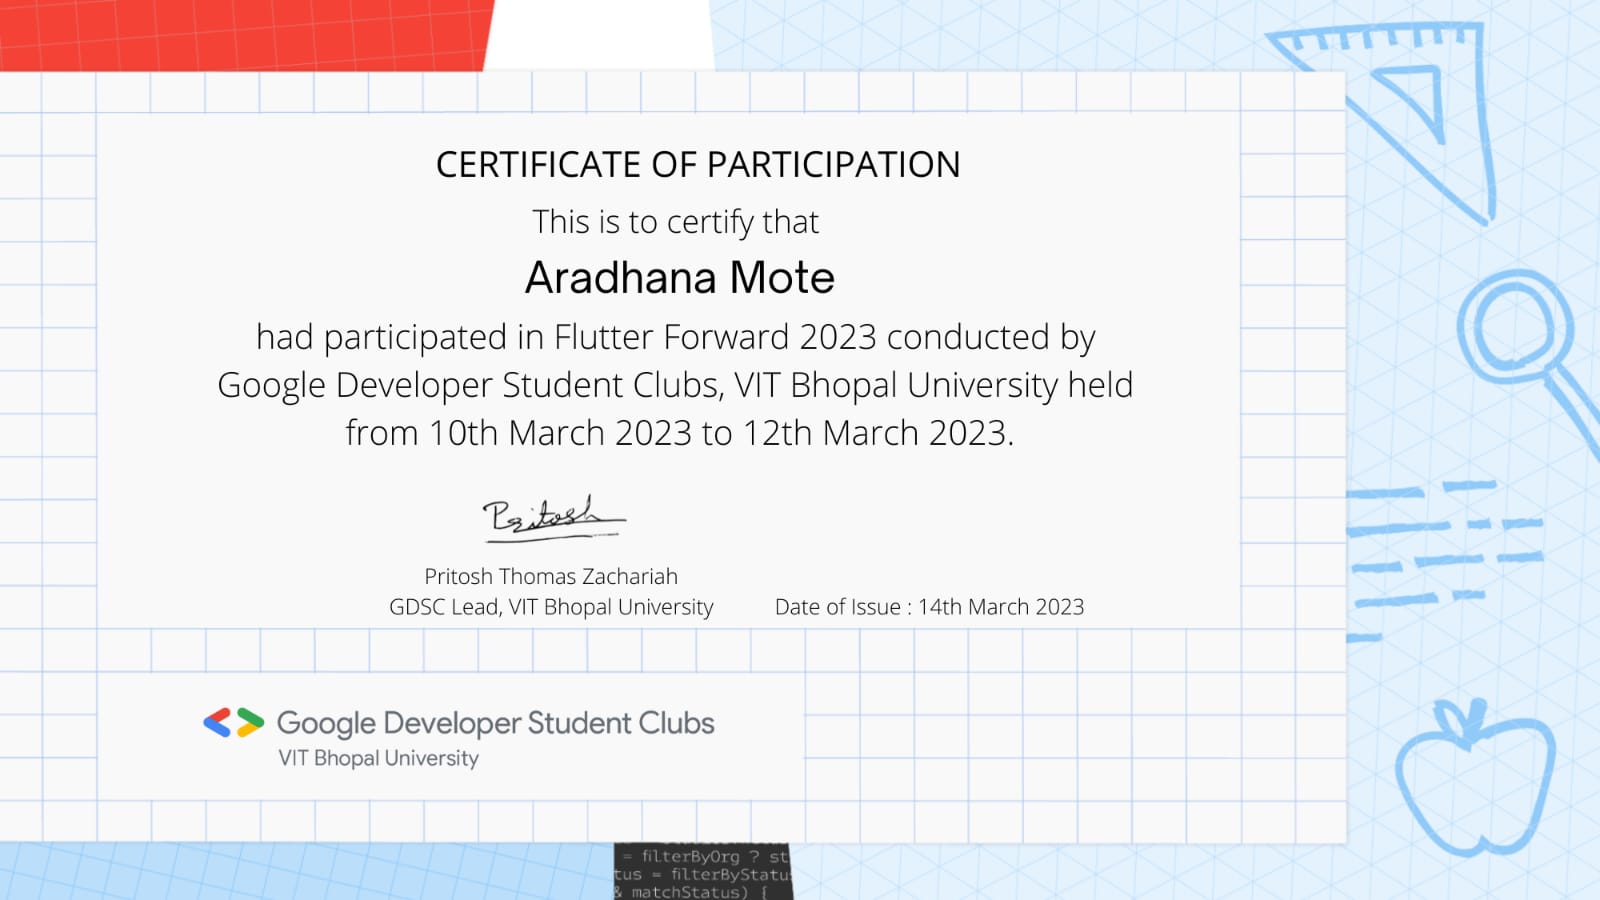 CERTIFICATE OF PARTICIPATION
This is to certify that
Aradhana Mote
had participated in Flutter Forward 2023 conducted by
Google Developer Student Clubs, VIT Bhopal University held
from 10th March 2023 to 12th March 2023.
Pritosh
Pritosh Thomas Zachariah
GDSC Lead, VIT Bhopal University
Date of Issue : 14th March 2023
Google Developer Student Clubs
VIT Bhopal University
= filterByOrg ? st
tus = filterByStatu
& matchStatus) {